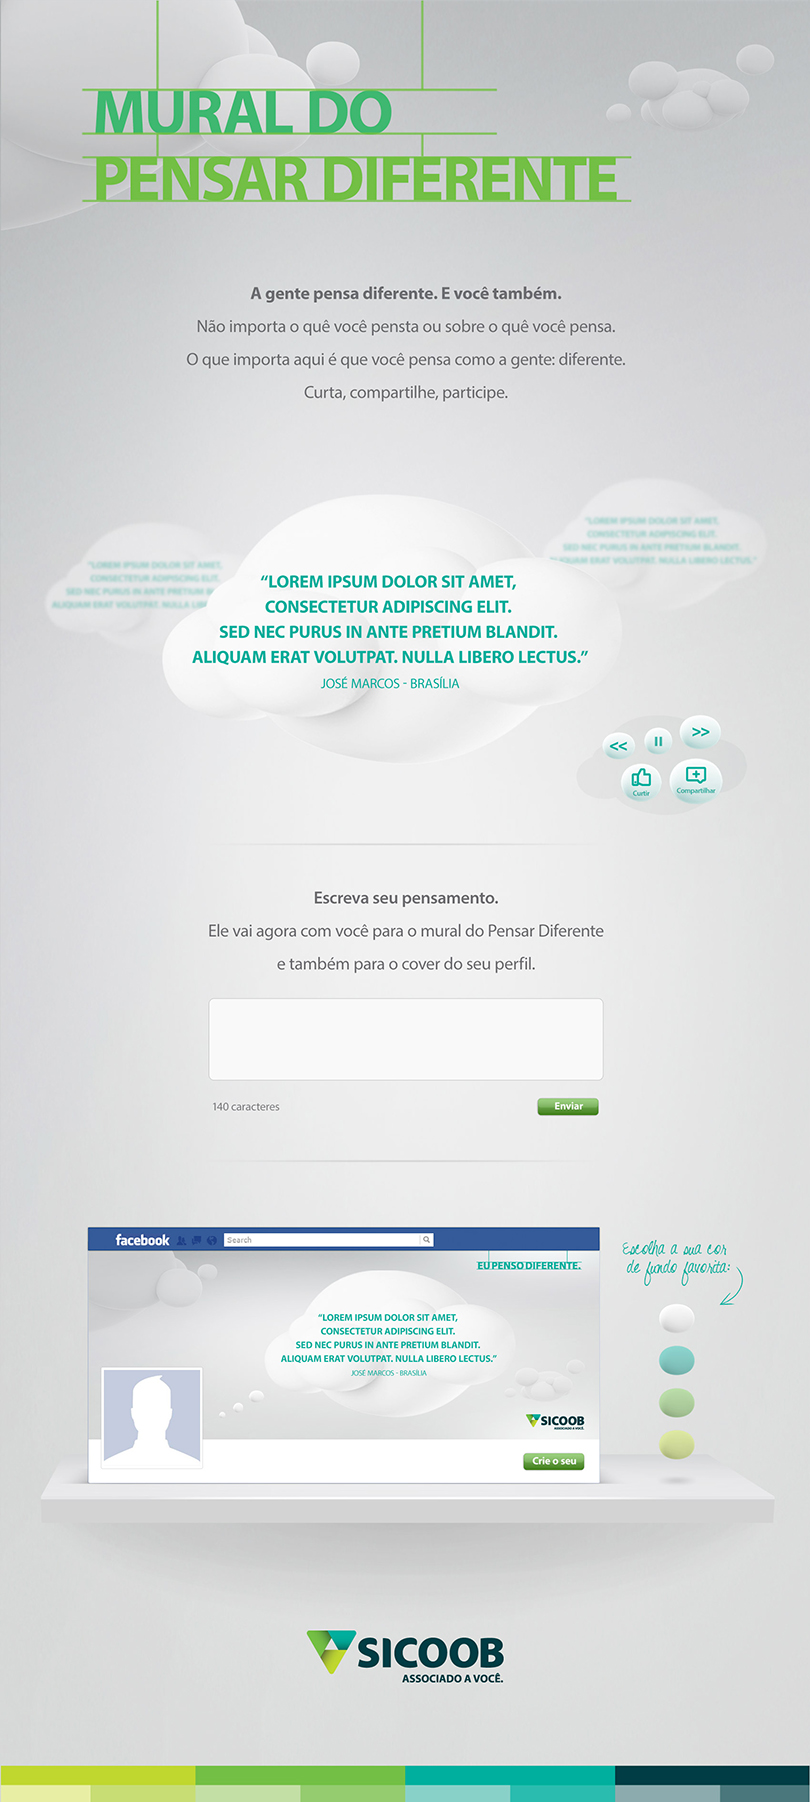 MURAL DO
PENSAR DIFERENTE
A gente pensa diferente. E você também.
Não importa o quê você pensta ou sobre o quê você pensa.
O que importa aqui é que você pensa como a gente: diferente.
Curta, compartilhe, participe.
“LOREM IPSUM DOLOR SIT AMET,
CONSECTETUR ADIPISCING ELIT.
SED NEC PURUS IN ANTE PRETIUM BLANDIT.
ALIQUAM ERAT VOLUTPAT. NULLA LIB
“LOREM IPSUM DOLOR SIT AMET,
CONSECTETUR ADIPISCING ELIT.
SED NEC PURUS IN ANTE PRETIUM BLANDIT.
ALIQUAM ERAT VOLUTPAT. NULLA LIBERO LECTUS.”
“LOREM IPSUM DOLOR SIT AMET,
CONSECTETUR ADIPISCING ELIT.
SED NEC PURUS IN ANTE PRETIUM BLANDIT.
ALIQUAM ERAT VOLUTPAT. NULLA LIBERO LECTUS.”
JOSÉ MARCOS - BRASÍLIA
<< II >>
Curtir
Compartilhar
Escreva seu pensamento.
Ele vai agora com você para o mural do Pensar Diferente
e também para o cover do seu perfil.
140 caracteres
Enviar
facebook
Search
EU PENSO DIFERENTE.
“LOREM IPSUM DOLOR SIT AMET,
CONSECTETUR ADIPISCING ELIT.
SED NEC PURUS IN ANTE PRETIUM BLANDIT.
ALIQUAM ERAT VOLUTPAT. NULLA LIBERO LECTUS.”
JOSÉ MARCOS - BRASÍLIA
SICOOB
ASSOCIADO A VOCÊ.
Crie o seu
Escolha a sua cor
de fundo favorita:
SICOOB
ASSOCIADO A VOCÊ.